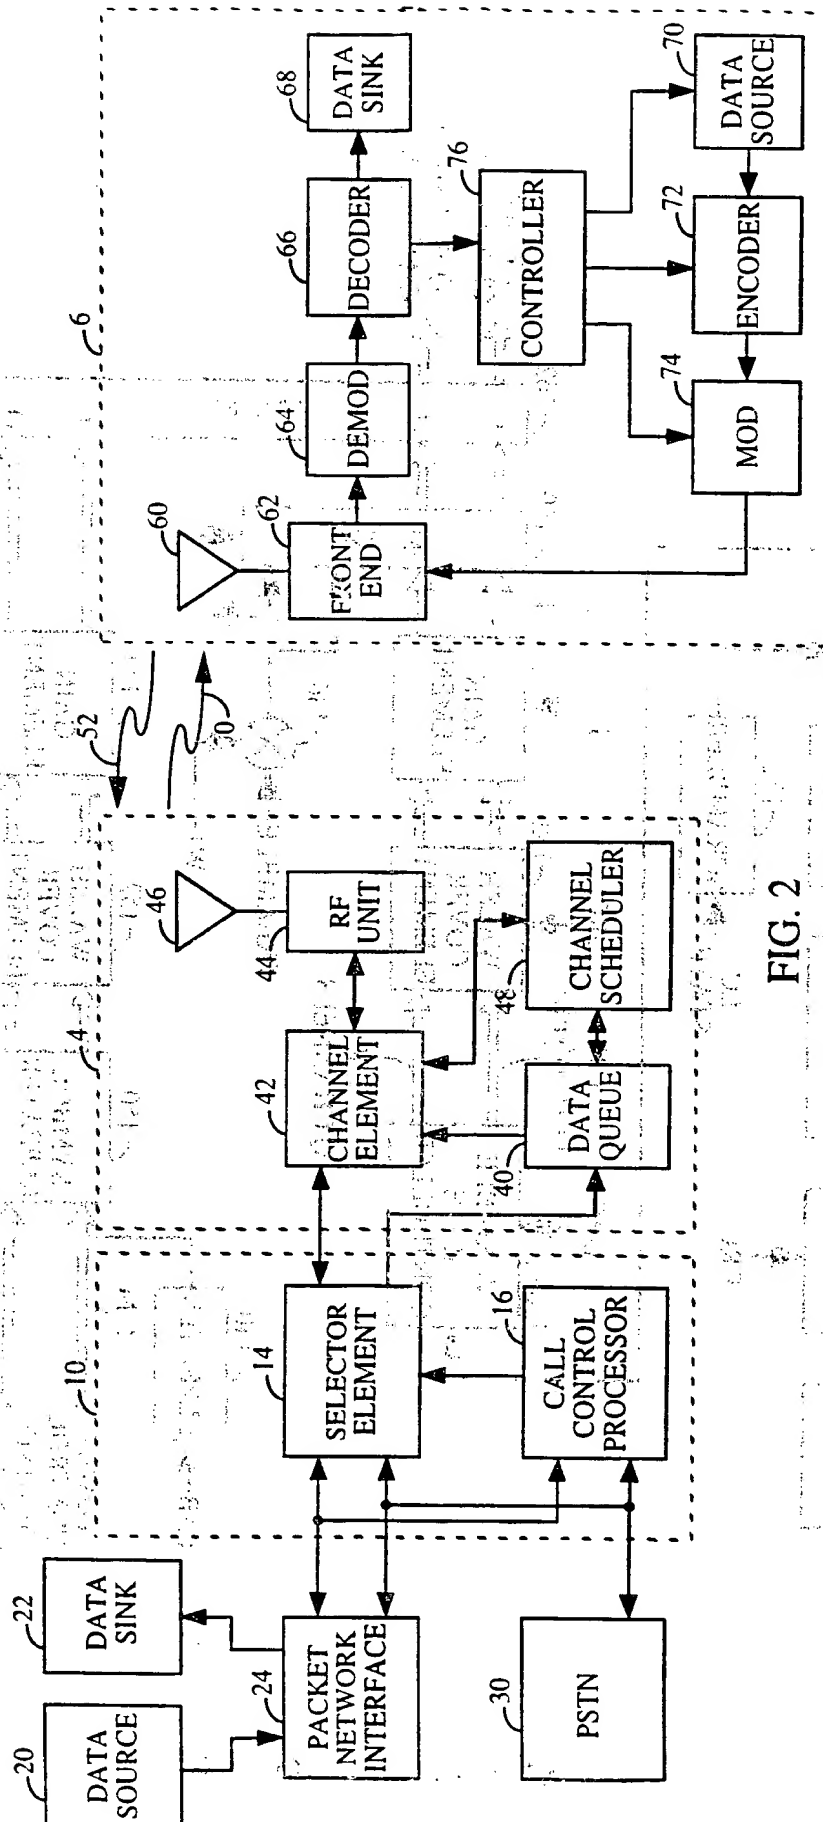 20
DATA
SOURCE
22
DATA
SINK
24
PACKET
NETWORK
INTERFACE
30
PSTN
10
14
SELECTOR
ELEMENT
16
CALL
CONTROL
PROCESSOR
4
42
CHANNEL
ELEMENT
40
DATA
QUEUE
44
RF
UNIT
46
48
CHANNEL
SCHEDULER
52
6
60
62
FRONT
END
64
DEMOD
66
DECODER
68
DATA
SINK
76
CONTROLLER
70
DATA
SOURCE
72
ENCODER
74
MOD
FIG. 2